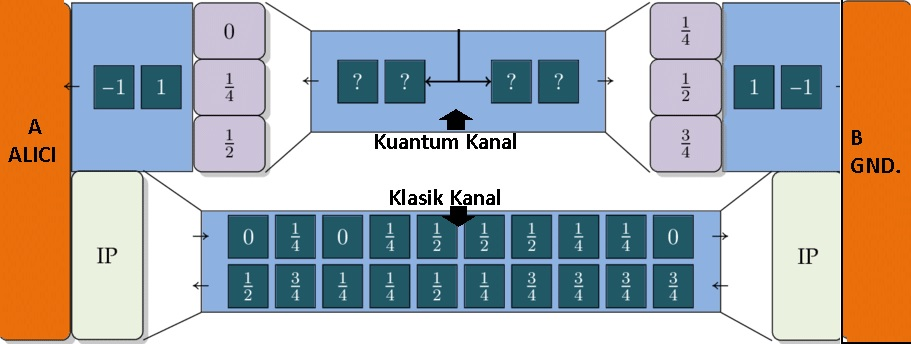 A
ALICI
← -1 1
0
1/4
1/2
← ? ? ? ? →
Kuantum Kanal
1/4
1/2
3/4
1 -1
B
GND.
IP
Klasik Kanal
→ 0 1/4 0 1/4 1/2 1/2 1/2 1/4 1/4 0 →
← 1/2 3/4 1/4 1/4 1/2 1/4 3/4 3/4 3/4 3/4 ←
IP